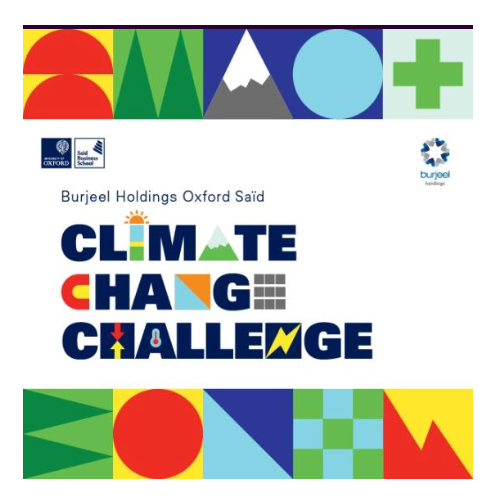 UNIVERSITY OF
OXFORD
Saïd
Business
School
burjeel
holdings
Burjeel Holdings Oxford Saïd
CLIMATE
CHANGE
CHALLENGE